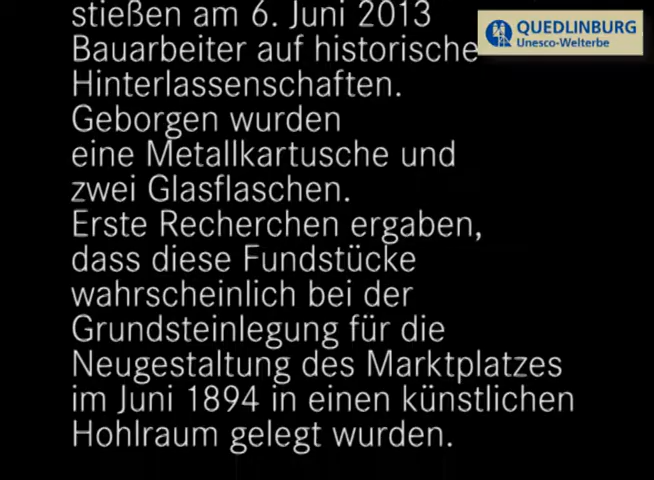 stießen am 6. Juni 2013
QUEDLINBURG
Unesco-Welterbe
Bauarbeiter auf historische
Hinterlassenschaften.
Geborgen wurden
eine Metallkartusche und
zwei Glasflaschen.
Erste Recherchen ergaben,
dass diese Fundstücke
wahrscheinlich bei der
Grundsteinlegung für die
Neugestaltung des Marktplatzes
im Juni 1894 in einen künstlichen
Hohlraum gelegt wurden.